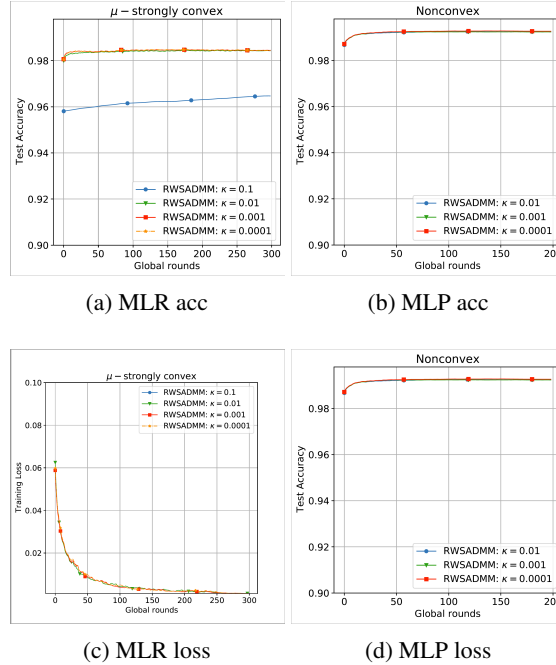 μ − strongly convex
Test Accuracy
0.98
0.96
0.94
0.92
0.90
RWSADMM: κ = 0.1
RWSADMM: κ = 0.01
RWSADMM: κ = 0.001
RWSADMM: κ = 0.0001
0 50 100 150 200 250 300
Global rounds
(a) MLR acc
Nonconvex
Test Accuracy
0.98
0.96
0.94
0.92
0.90
RWSADMM: κ = 0.01
RWSADMM: κ = 0.001
RWSADMM: κ = 0.0001
0 50 100 150 200
Global rounds
(b) MLP acc
μ − strongly convex
Training Loss
0.10
0.08
0.06
0.04
0.02
RWSADMM: κ = 0.1
RWSADMM: κ = 0.01
RWSADMM: κ = 0.001
RWSADMM: κ = 0.0001
0 50 100 150 200 250 300
Global rounds
(c) MLR loss
Nonconvex
Test Accuracy
0.98
0.96
0.94
0.92
0.90
RWSADMM: κ = 0.01
RWSADMM: κ = 0.001
RWSADMM: κ = 0.0001
0 50 100 150 200
Global rounds
(d) MLP loss